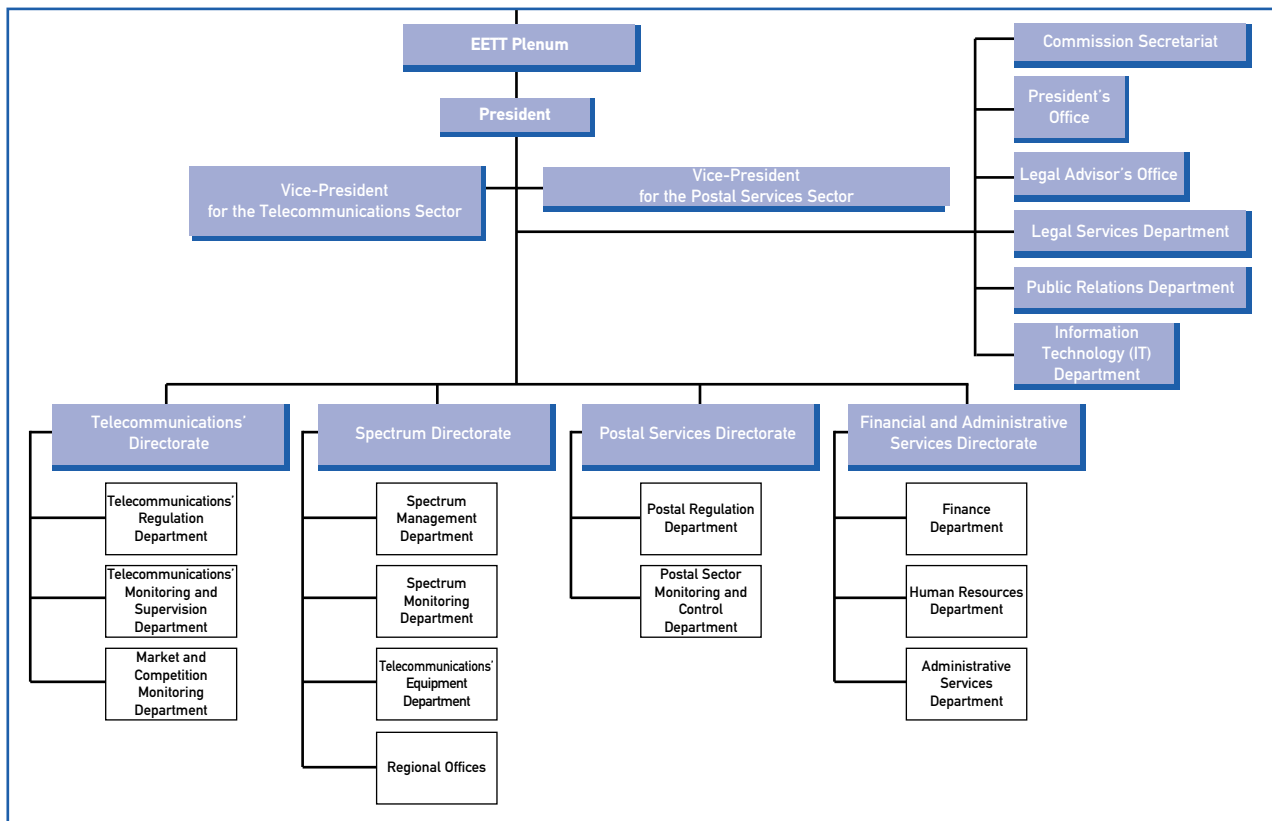 EETT Plenum
President
Vice-President
for the Telecommunications Sector
Vice-President
for the Postal Services Sector
Commission Secretariat
President's
Office
Legal Advisor's Office
Legal Services Department
Public Relations Department
Information
Technology (IT)
Department
Telecommunications'
Directorate
Telecommunications'
Regulation
Department
Telecommunications'
Monitoring and
Supervision
Department
Market and
Competition
Monitoring
Department
Spectrum Directorate
Spectrum
Management
Department
Spectrum
Monitoring
Department
Telecommunications'
Equipment
Department
Regional Offices
Postal Services Directorate
Postal Regulation
Department
Postal Sector
Monitoring and
Control
Department
Financial and Administrative
Services Directorate
Finance
Department
Human Resources
Department
Administrative
Services
Department